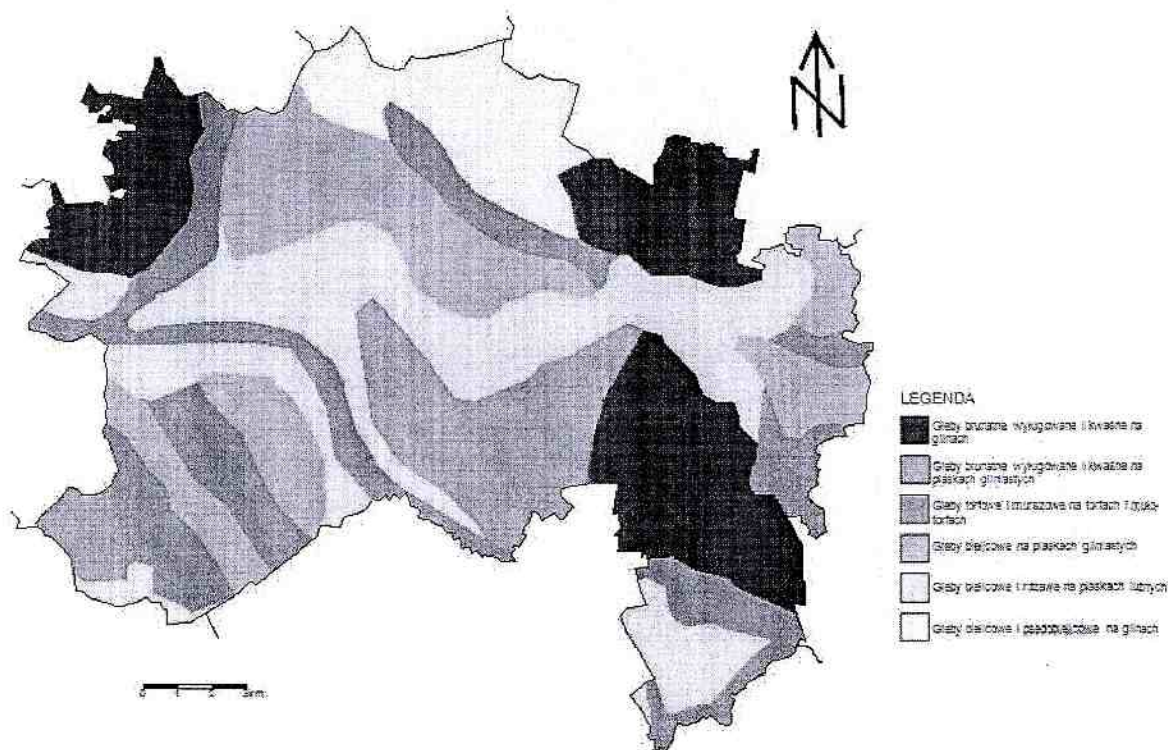 N
LEGENDA
Gleby brunatne wyługowane i kwaśne na
glinach
Gleby brunatne wyługowane i kwaśne na
piaskach gliniastych
Gleby torfowe i murszowe na torfach i
torfach
Gleby bielicowe na piaskach gliniastych
Gleby bielicowe i rdzawe na piaskach luźnych
Gleby bielicowe i na glinach
0 1 2 3km